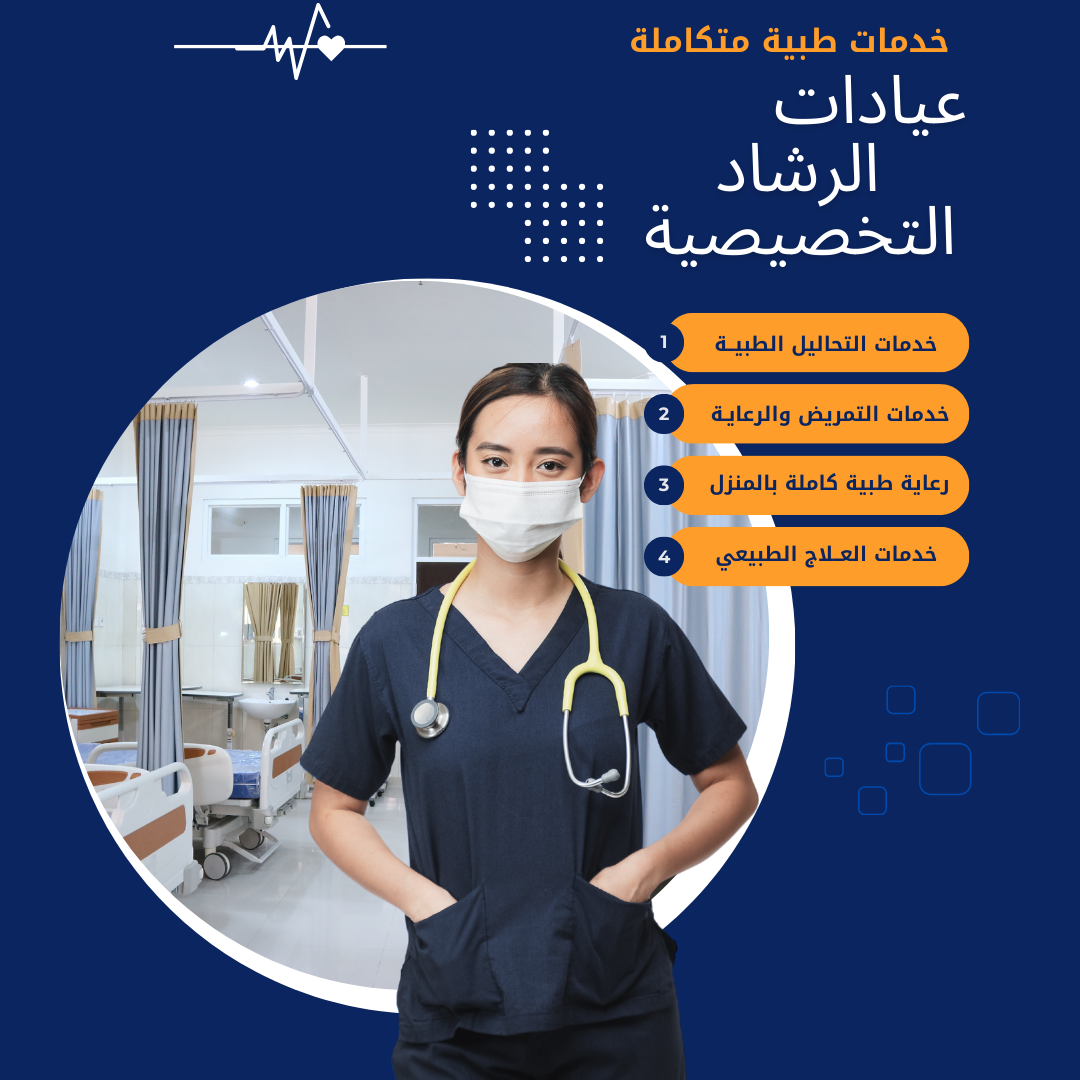 خدمات طبية متكاملة
عيادات
الرشاد
التخصيصية
1 خدمات التحاليل الطبيـة
2 خدمات التمريض والرعاية
3 رعاية طبية كاملة بالمنزل
4 خدمات العـلاج الطبيعي